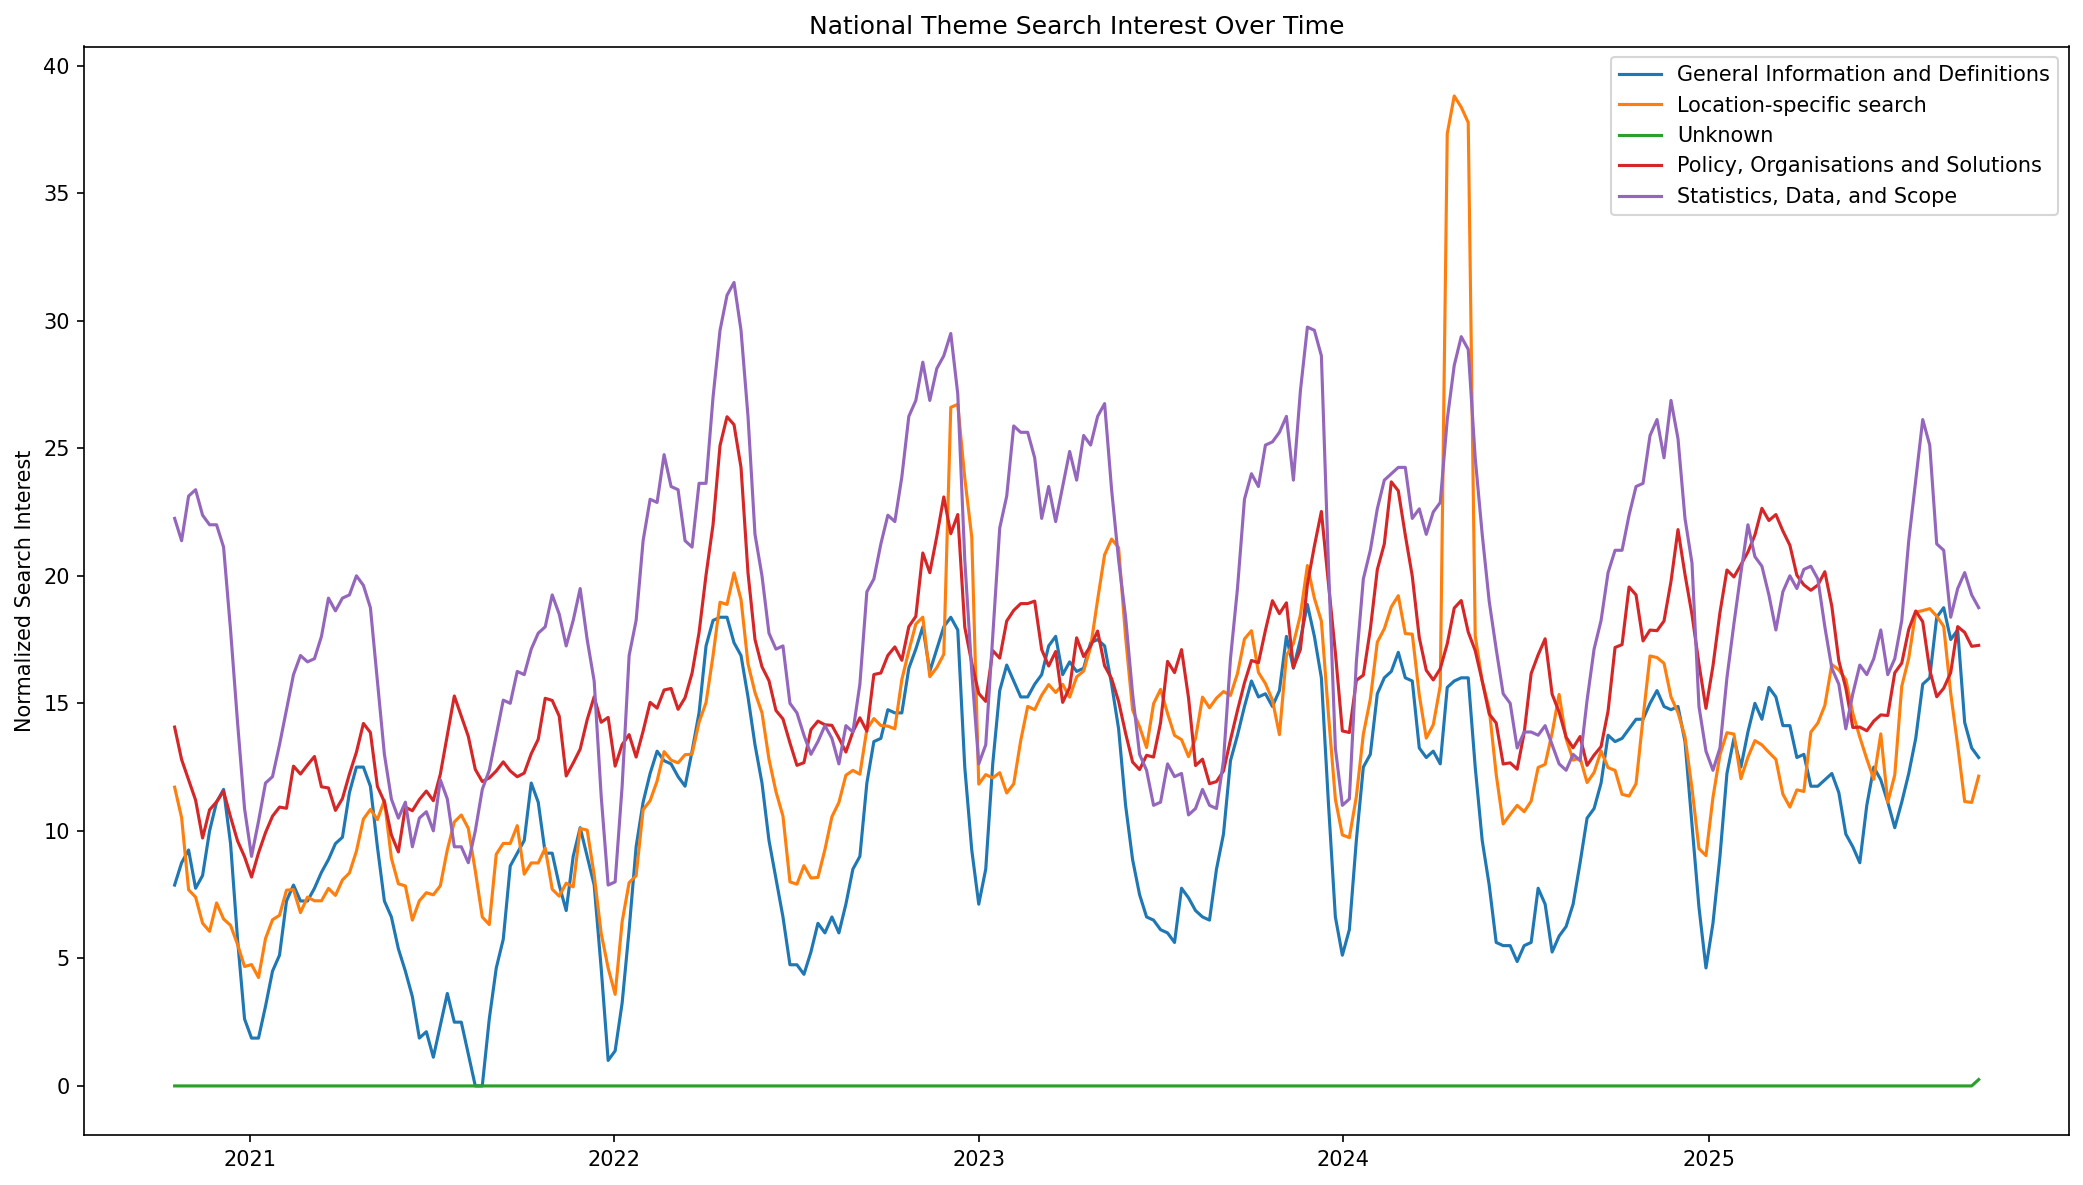 National Theme Search Interest Over Time
General Information and Definitions
Location-specific search
Unknown
Policy, Organisations and Solutions
Statistics, Data, and Scope
Normalized Search Interest
40
35
30
25
20
15
10
5
0
2021
2022
2023
2024
2025